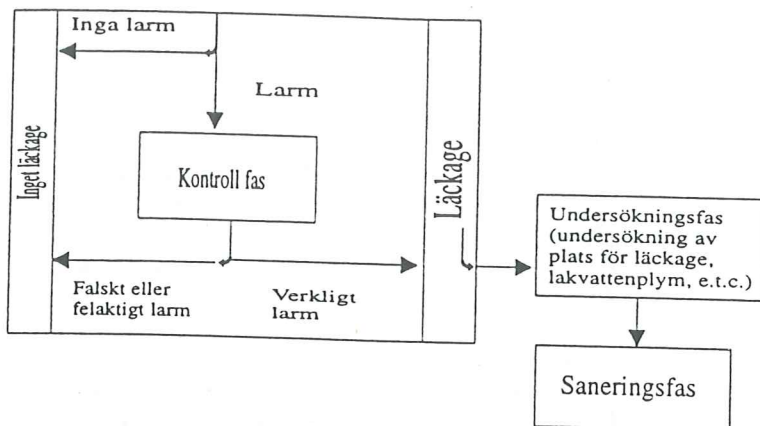 Inga larm
Larm
Inget läckage
Kontroll fas
Läckage
Falskt eller
felaktigt larm
Verkligt
larm
Undersökningsfas
(undersökning av
plats för läckage,
lakvattenplym, e.t.c.)
Saneringsfas